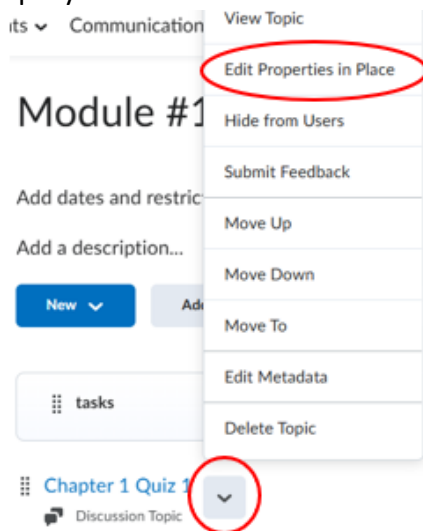 nts Communication
View Topic
Edit Properties in Place
Module #1
Hide from Users
Submit Feedback
Add dates and restric
Move Up
Add a description...
Move Down
New Ad
Move To
Edit Metadata
tasks
Delete Topic
Chapter 1 Quiz 1
Discussion Topic